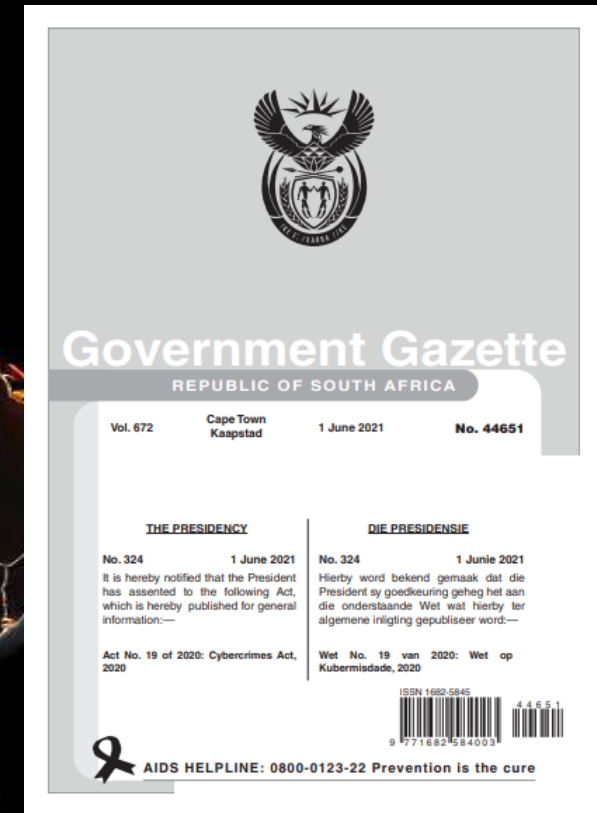 Government Gazette
REPUBLIC OF SOUTH AFRICA
Vol. 672
Cape Town
Kaapstad
1 June 2021
No. 44651
THE PRESIDENCY
No. 324 1 June 2021
It is hereby notified that the President
has assented to the following Act,
which is hereby published for general
information:—
Act No. 19 of 2020: Cybercrimes Act,
2020
DIE PRESIDENSIE
No. 324 1 Junie 2021
Hierby word bekend gemaak dat die
President sy goedkeuring geheg het aan
die onderstaande Wet wat hierby ter
algemene inligting gepubliseer word:—
Wet No. 19 van 2020: Wet op
Kubermisdade, 2020
ISSN 1682-5845
44651
9 771682 584003
AIDS HELPLINE: 0800-0123-22 Prevention is the cure